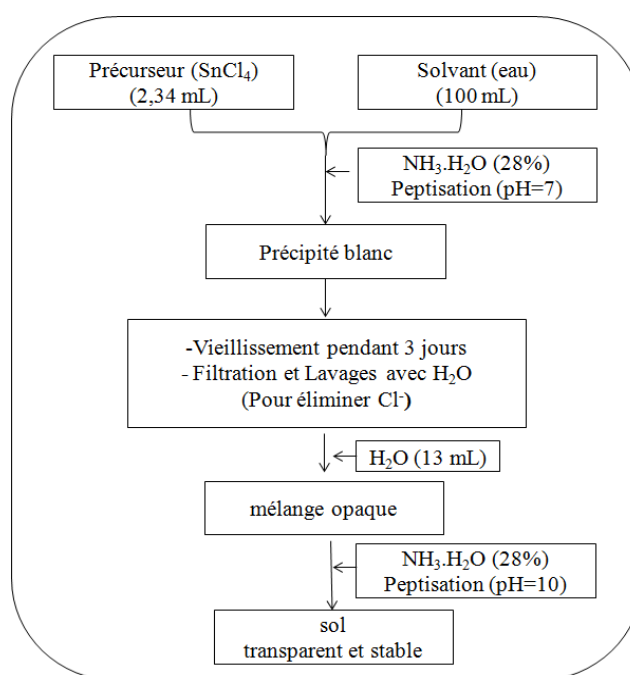 Précurseur (SnCl₄)
(2,34 mL)
Solvant (eau)
(100 mL)
NH₃.H₂O (28%)
Peptisation (pH=7)
Précipité blanc
-Vieillissement pendant 3 jours
- Filtration et Lavages avec H₂O
(Pour éliminer Cl⁻)
H₂O (13 mL)
mélange opaque
NH₃.H₂O (28%)
Peptisation (pH=10)
sol
transparent et stable